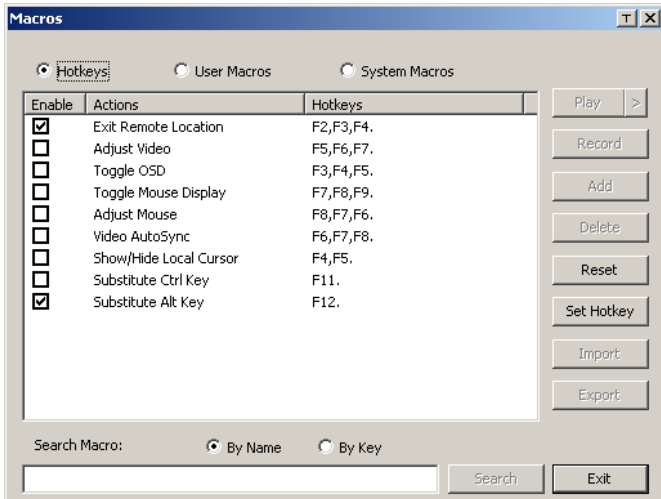 Macros
Hotkeys User Macros System Macros
Enable Actions Hotkeys
Exit Remote Location F2,F3,F4.
Adjust Video F5,F6,F7.
Toggle OSD F3,F4,F5.
Toggle Mouse Display F7,F8,F9.
Adjust Mouse F8,F7,F6.
Video AutoSync F6,F7,F8.
Show/Hide Local Cursor F4,F5.
Substitute Ctrl Key F11.
Substitute Alt Key F12.
Play >
Record
Add
Delete
Reset
Set Hotkey
Import
Export
Search Macro: By Name By Key
Search Exit